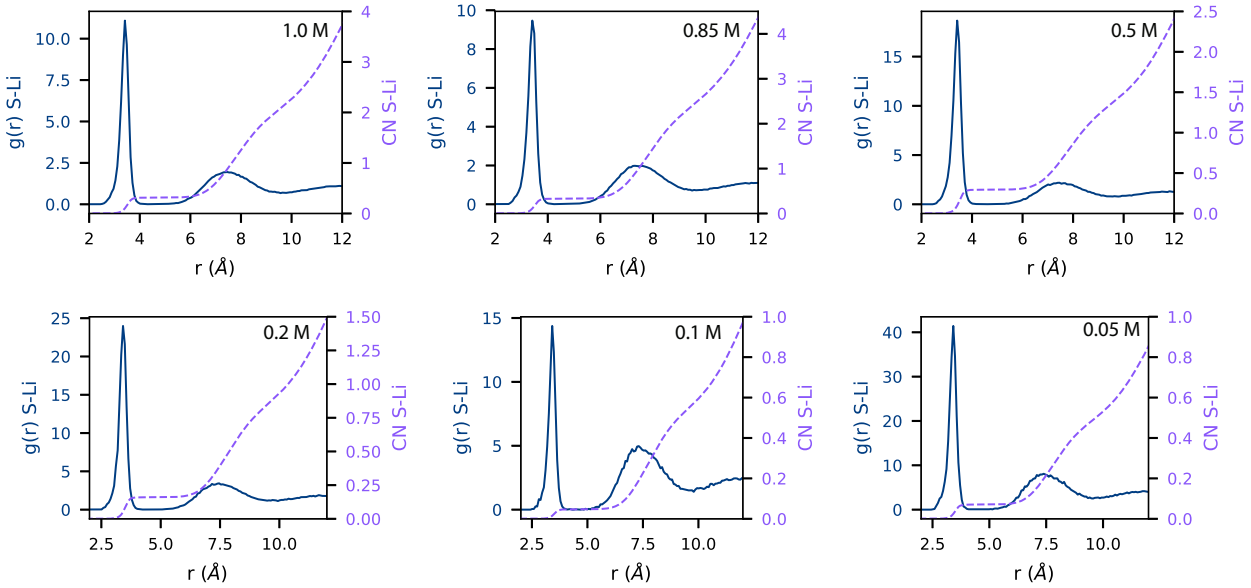 1.0 M
g(r) S-Li
10.0
7.5
5.0
2.5
0.0
4
3
2
1
0
CN S-Li
2 4 6 8 10 12
r (Å)
0.85 M
g(r) S-Li
10
8
6
4
2
0
4
3
2
1
0
CN S-Li
2 4 6 8 10 12
r (Å)
0.5 M
g(r) S-Li
15
10
5
0
2.5
2.0
1.5
1.0
0.5
0.0
CN S-Li
2 4 6 8 10 12
r (Å)
0.2 M
g(r) S-Li
25
20
15
10
5
0
1.50
1.25
1.00
0.75
0.50
0.25
0.00
CN S-Li
2.5 5.0 7.5 10.0
r (Å)
0.1 M
g(r) S-Li
15
10
5
0
1.0
0.8
0.6
0.4
0.2
0.0
CN S-Li
2.5 5.0 7.5 10.0
r (Å)
0.05 M
g(r) S-Li
40
30
20
10
0
1.0
0.8
0.6
0.4
0.2
0.0
CN S-Li
2.5 5.0 7.5 10.0
r (Å)